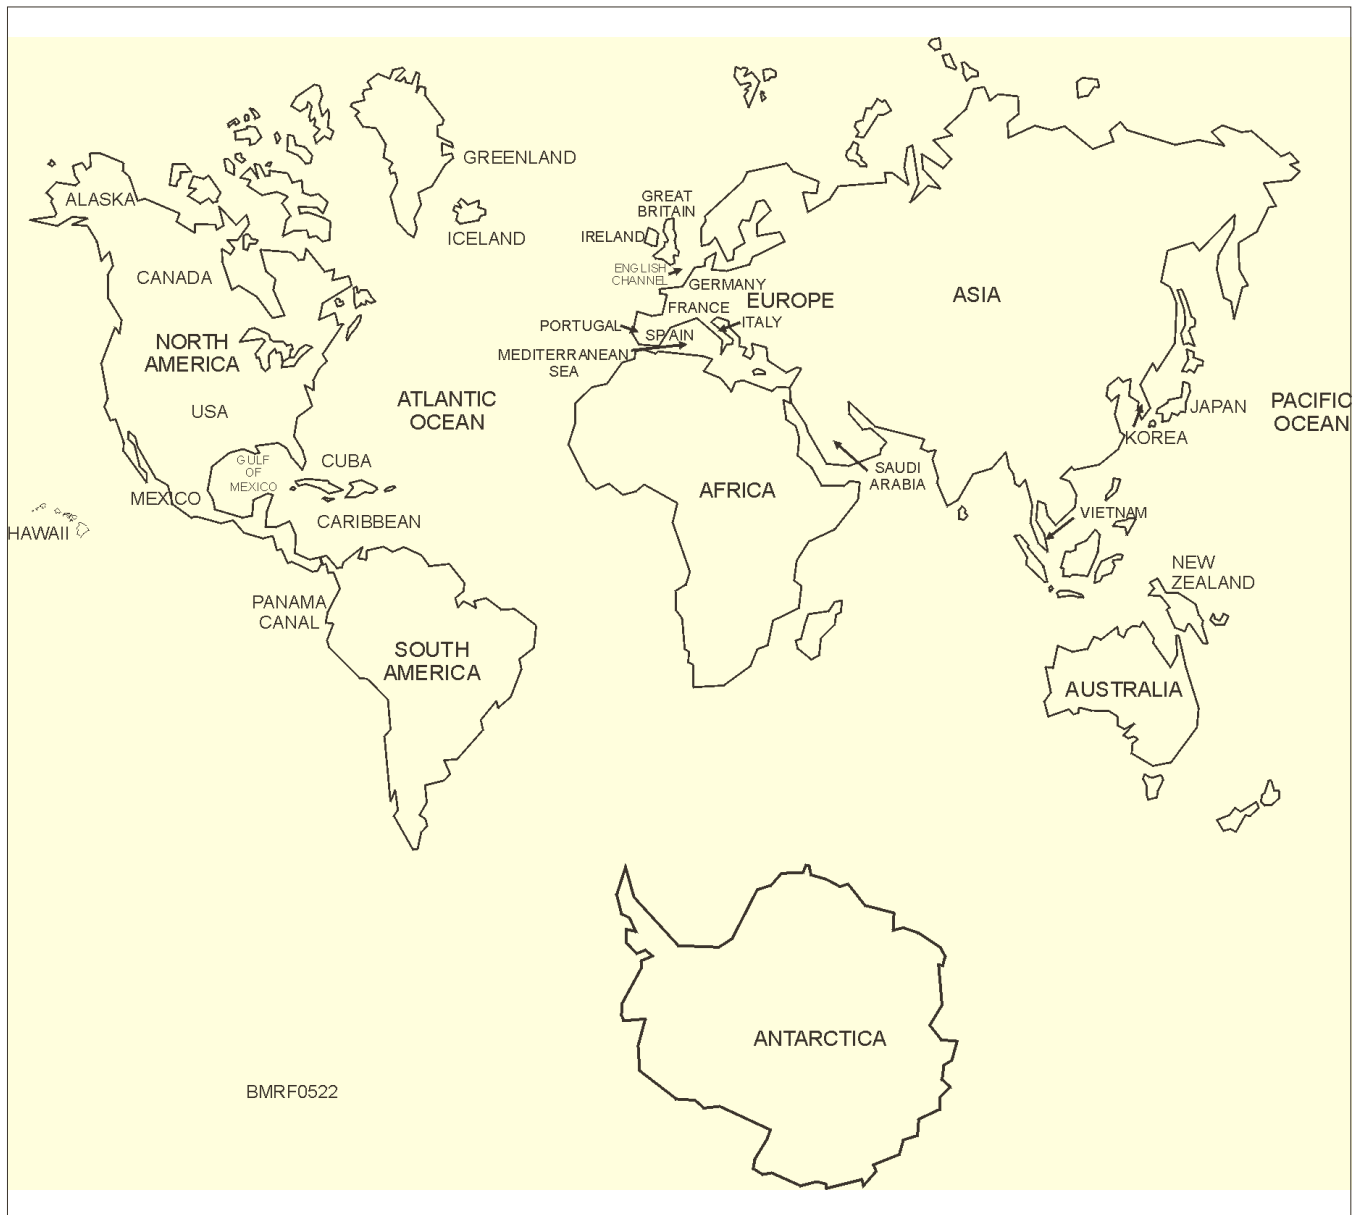 GREENLAND
ALASKA
GREAT
BRITAIN
IRELAND
ICELAND
ENGLISH
CHANNEL
CANADA
GERMANY
EUROPE
ASIA
FRANCE
ITALY
PORTUGAL
SPAIN
NORTH
AMERICA
MEDITERRANEAN
SEA
ATLANTIC
OCEAN
USA
JAPAN
PACIFIC
OCEAN
KOREA
GULF
OF
MEXICO
CUBA
SAUDI
ARABIA
AFRICA
MEXICO
CARIBBEAN
VIETNAM
HAWAII
NEW
ZEALAND
PANAMA
CANAL
SOUTH
AMERICA
AUSTRALIA
ANTARCTICA
BMRF0522